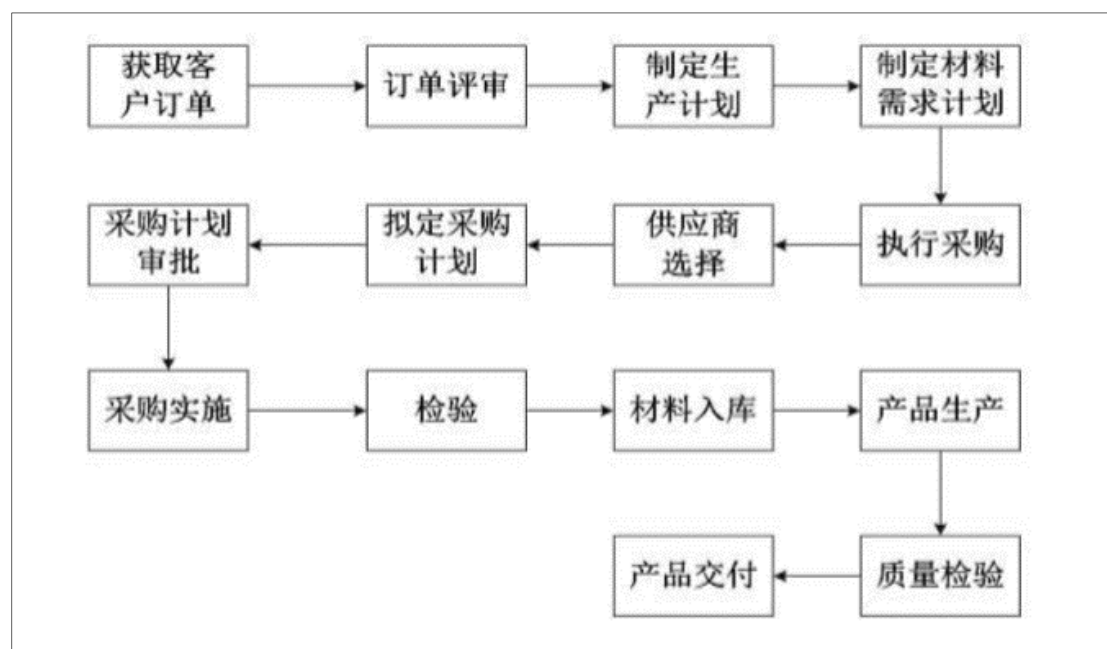 获取客
户订单
订单评审
制定生
产计划
制定材料
需求计划
执行采购
供应商
选择
拟定采购
计划
采购计划
审批
采购实施
检验
材料入库
产品生产
质量检验
产品交付